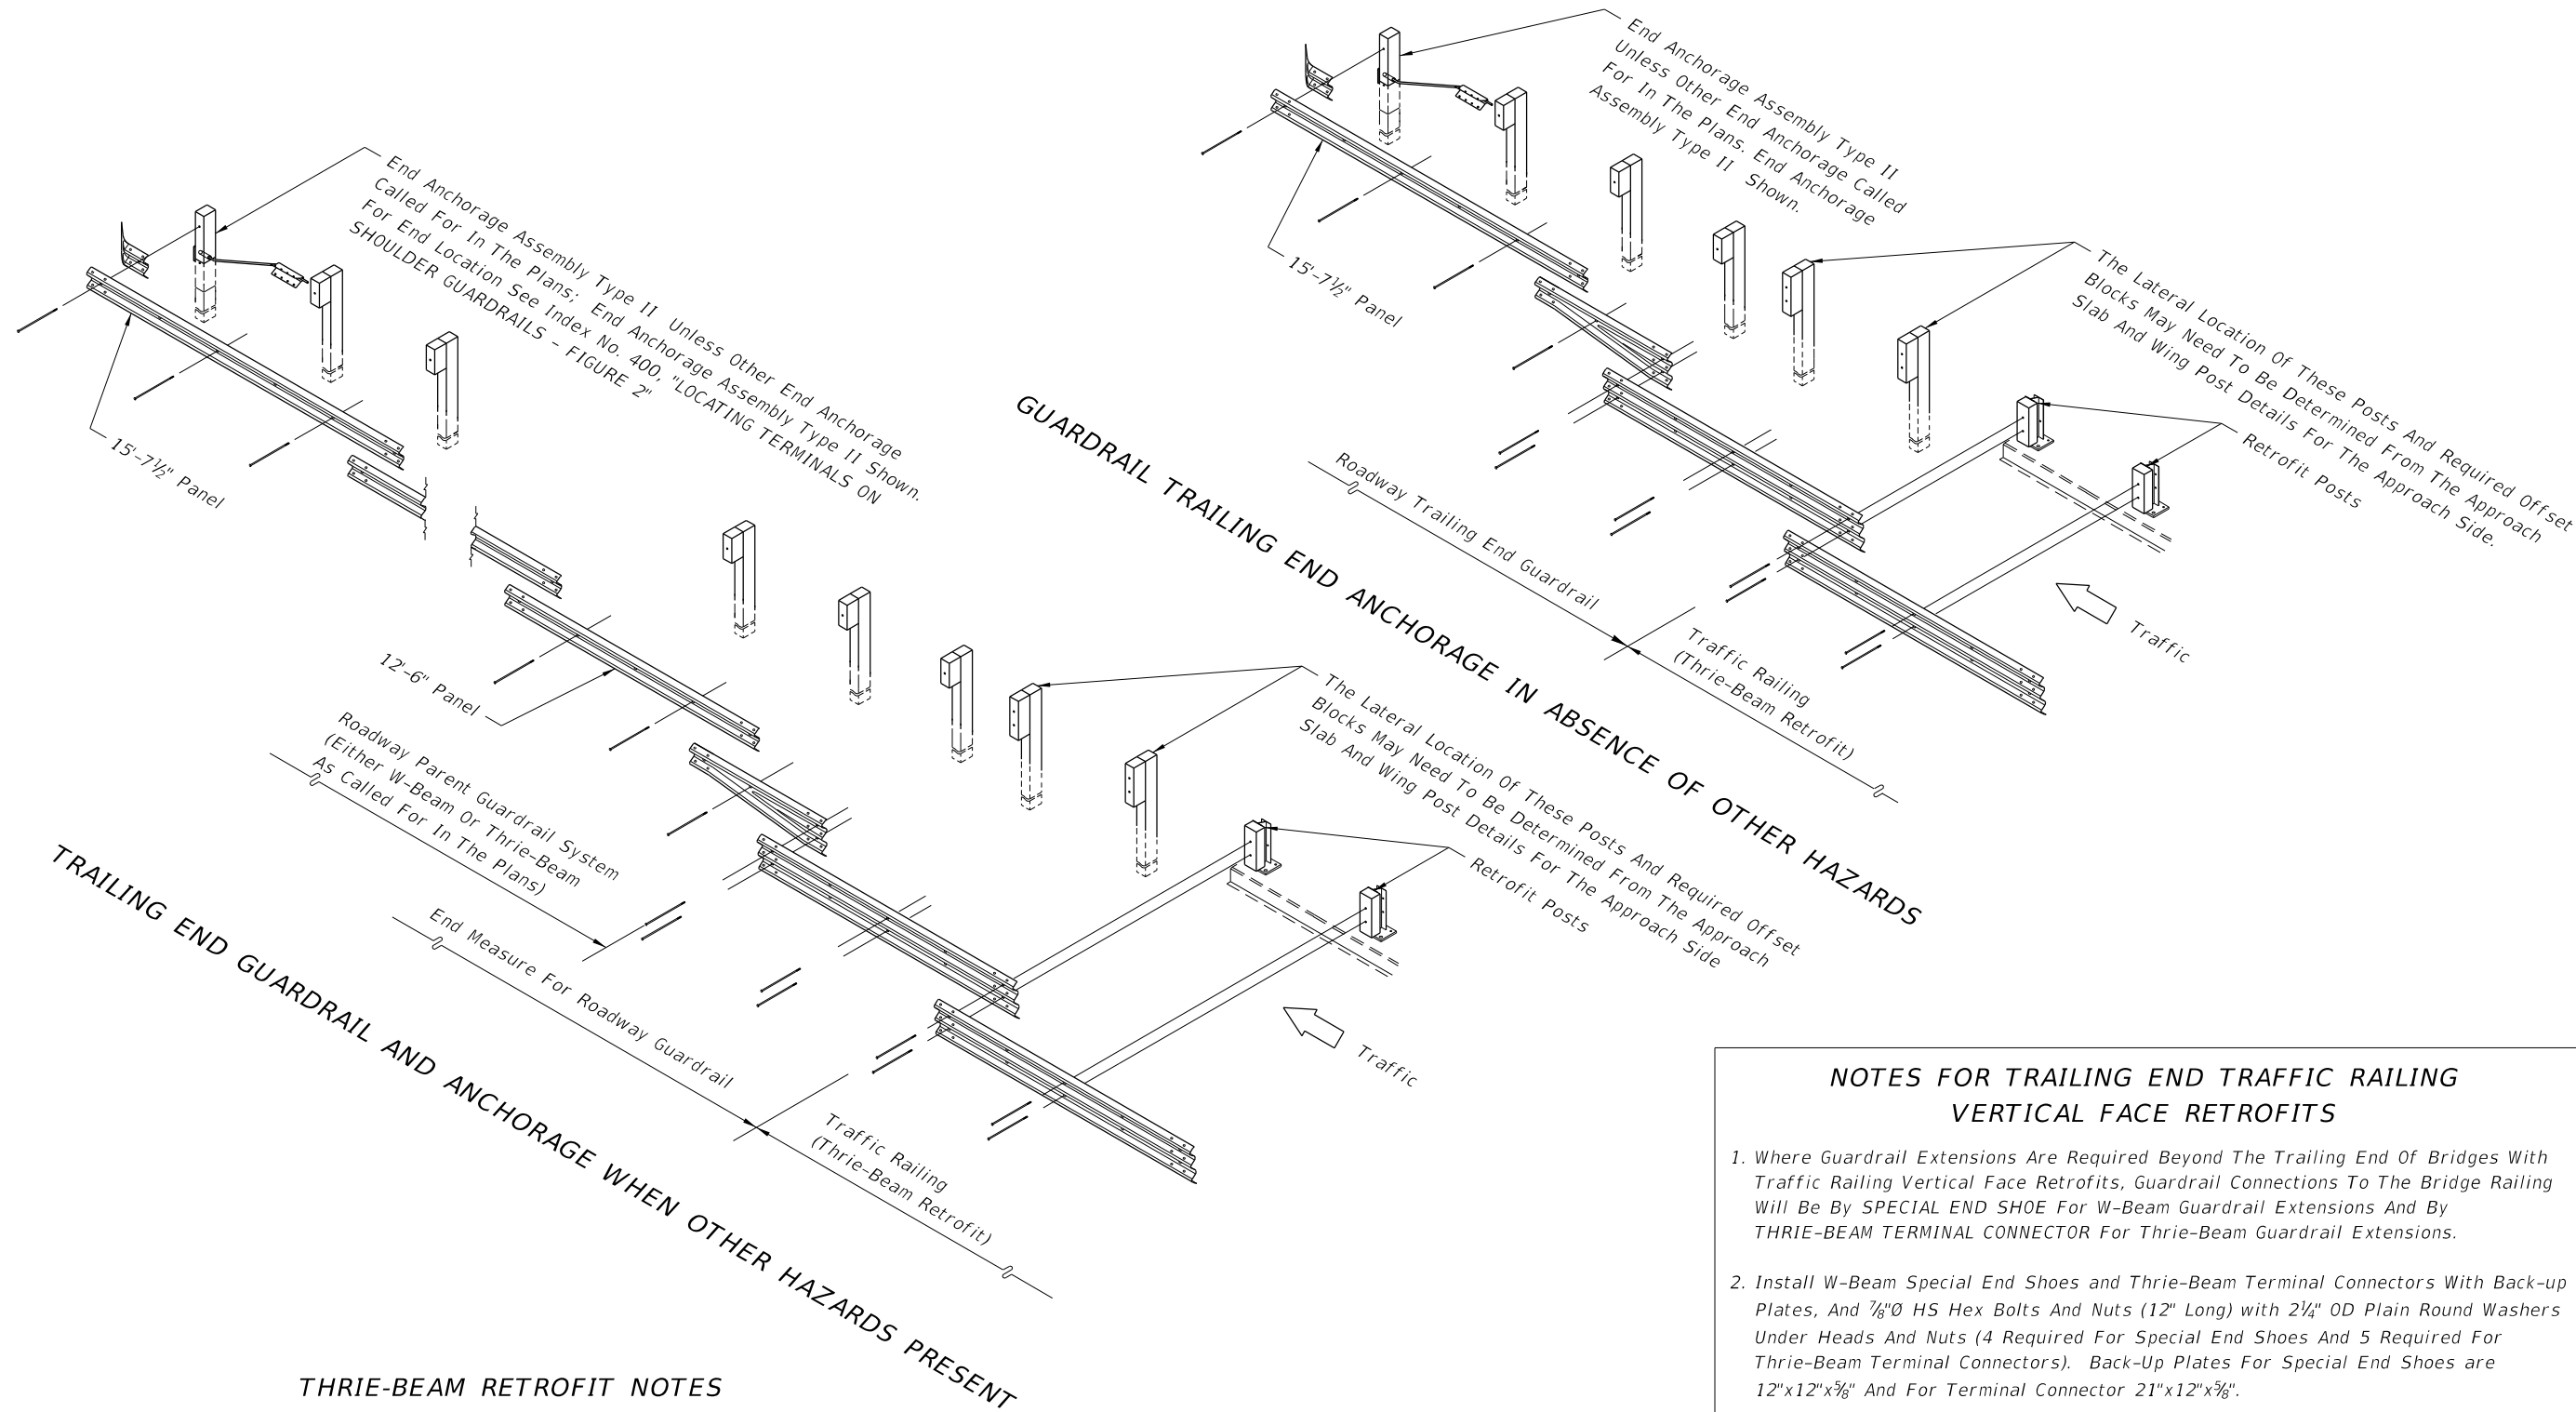 End Anchorage Assembly Type II
Unless Other End Anchorage Called
For In The Plans. End Anchorage
Assembly Type II Shown.
15'-7½" Panel
The Lateral Location Of These Posts And Required Offset
Blocks May Need To Be Determined From The Approach
Slab And Wing Post Details For The Approach Side.
Retrofit Posts
Roadway Trailing End Guardrail
Traffic Railing
(Thrie-Beam Retrofit)
Traffic
GUARDRAIL TRAILING END ANCHORAGE IN ABSENCE OF OTHER HAZARDS
End Anchorage Assembly Type II Unless Other End Anchorage
Called For In The Plans; End Anchorage Assembly Type II Shown.
For End Location See Index No. 400, "LOCATING TERMINALS ON
SHOULDER GUARDRAILS - FIGURE 2"
15'-7½" Panel
12'-6" Panel
The Lateral Location Of These Posts And Required Offset
Blocks May Need To Be Determined From The Approach
Slab And Wing Post Details For The Approach Side
Retrofit Posts
Roadway Parent Guardrail System
(Either W-Beam Or Thrie-Beam
As Called For In The Plans)
End Measure For Roadway Guardrail
Traffic Railing
(Thrie-Beam Retrofit)
Traffic
TRAILING END GUARDRAIL AND ANCHORAGE WHEN OTHER HAZARDS PRESENT
THRIE-BEAM RETROFIT NOTES
NOTES FOR TRAILING END TRAFFIC RAILING
VERTICAL FACE RETROFITS
1. Where Guardrail Extensions Are Required Beyond The Trailing End Of Bridges With
Traffic Railing Vertical Face Retrofits, Guardrail Connections To The Bridge Railing
Will Be By SPECIAL END SHOE For W-Beam Guardrail Extensions And By
THRIE-BEAM TERMINAL CONNECTOR For Thrie-Beam Guardrail Extensions.
2. Install W-Beam Special End Shoes and Thrie-Beam Terminal Connectors With Back-up
Plates, And ⅞"Ø HS Hex Bolts And Nuts (12" Long) with 2¼" OD Plain Round Washers
Under Heads And Nuts (4 Required For Special End Shoes And 5 Required For
Thrie-Beam Terminal Connectors). Back-Up Plates For Special End Shoes are
12"x12"x⅝" And For Terminal Connector 21"x12"x⅝".